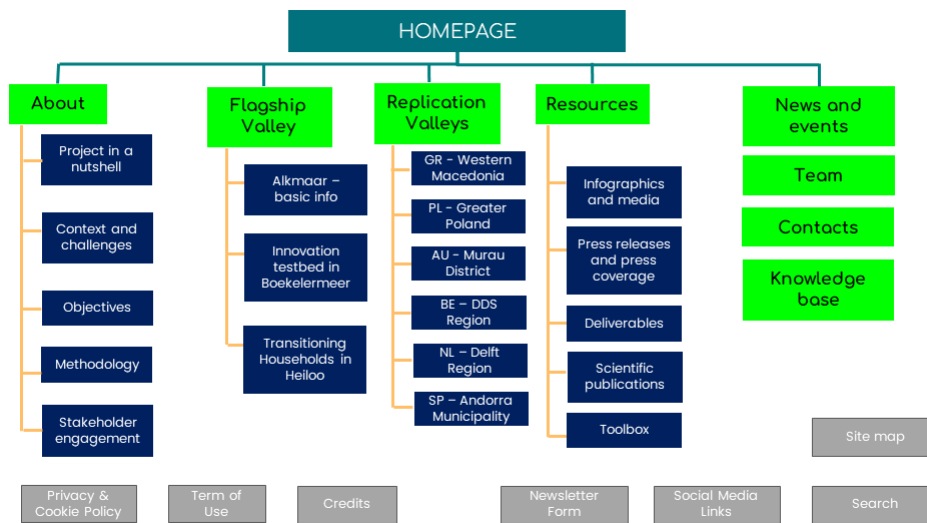 HOMEPAGE
About
Project in a
nutshell
Context and
challenges
Objectives
Methodology
Stakeholder
engagement
Flagship
Valley
Alkmaar –
basic info
Innovation
testbed in
Boekelermeer
Transitioning
Households in
Heiloo
Replication
Valleys
GR - Western
Macedonia
PL - Greater
Poland
AU - Murau
District
BE – DDS
Region
NL – Delft
Region
SP – Andorra
Municipality
Resources
Infographics
and media
Press releases
and press
coverage
Deliverables
Scientific
publications
Toolbox
News and
events
Team
Contacts
Knowledge
base
Site map
Privacy &
Cookie Policy
Term of
Use
Credits
Newsletter
Form
Social Media
Links
Search